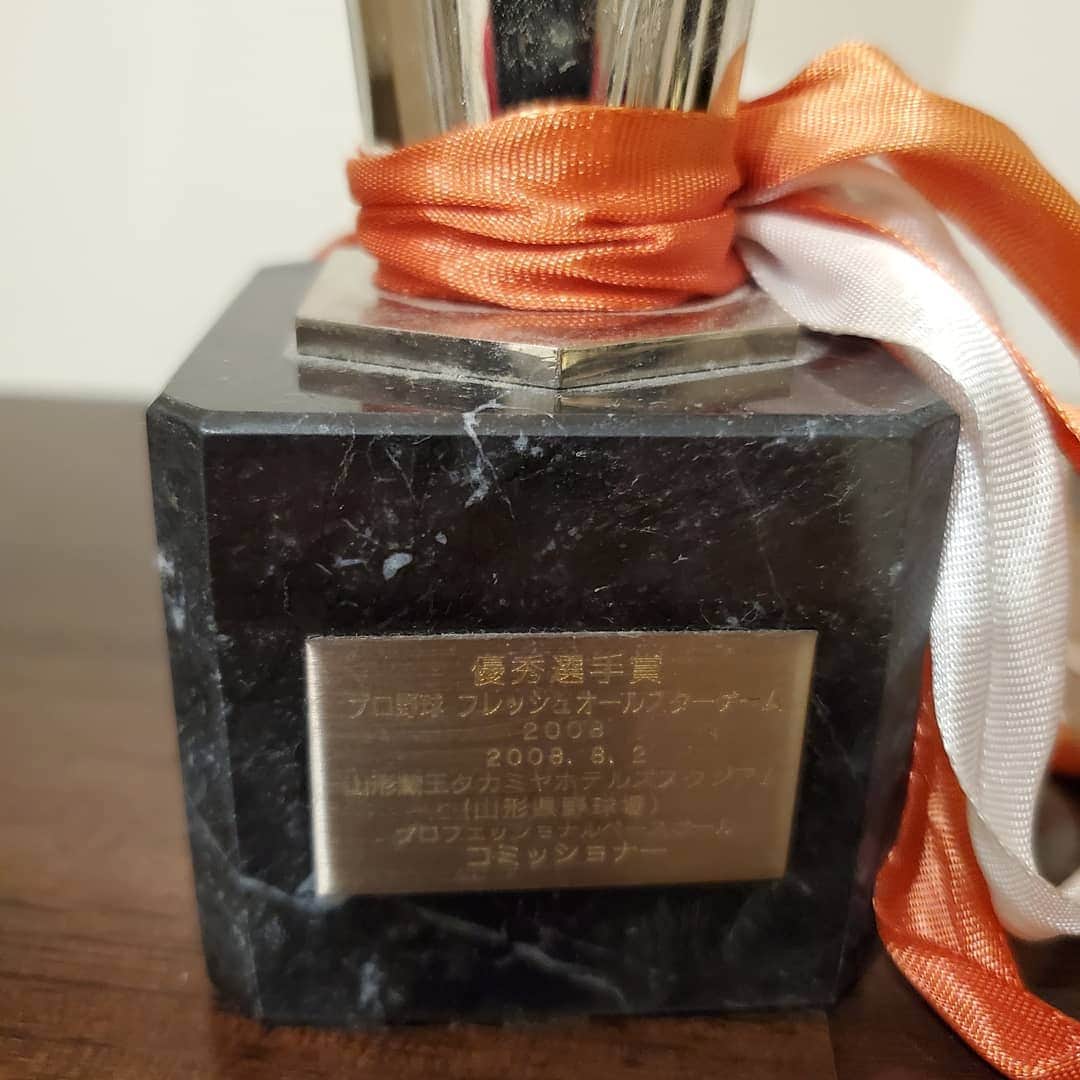 優秀選手賞
プロ野球 フレッシュオールスターゲーム
2008
2008. 8. 2
山形蔵王タカミヤホテルズスタジアム
(山形県野球場)
プロフェッショナルベースボール
コミッショナー